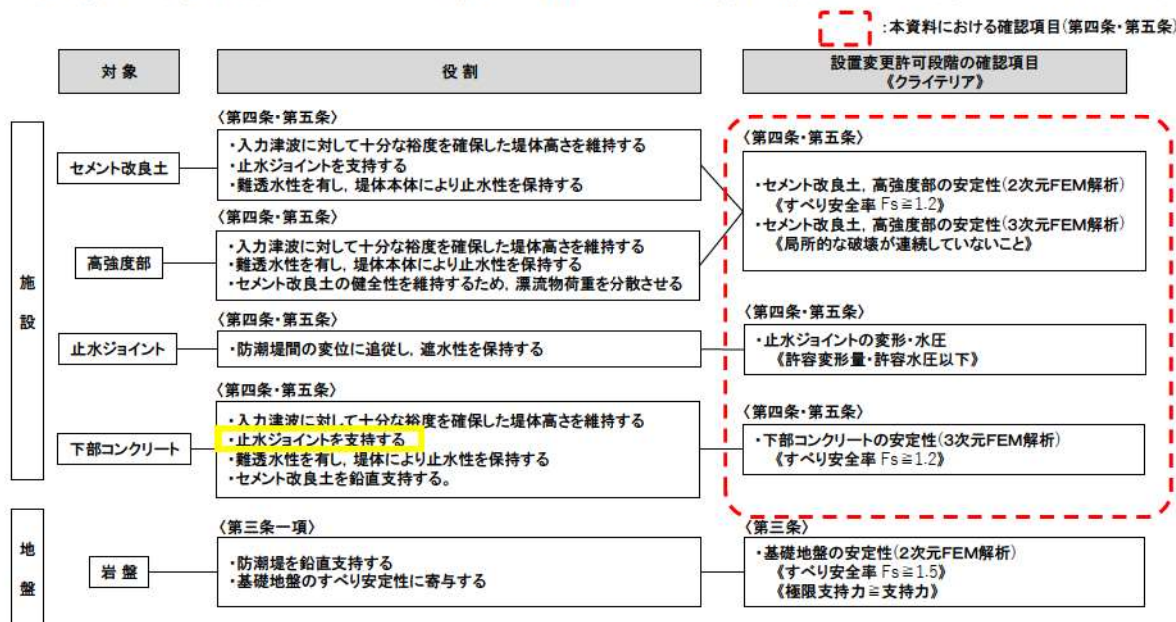 :本資料における確認項目(第四条・第五条)
対象
役割
設置変更許可段階の確認項目
《クライテリア》
施設
セメント改良土
〈第四条・第五条〉
・入力津波に対して十分な裕度を確保した堤体高さを維持する
・止水ジョイントを支持する
・難透水性を有し,堤体本体により止水性を保持する
高強度部
〈第四条・第五条〉
・入力津波に対して十分な裕度を確保した堤体高さを維持する
・難透水性を有し,堤体本体により止水性を保持する
・セメント改良土の健全性を維持するため,漂流物荷重を分散させる
〈第四条・第五条〉
・セメント改良土,高強度部の安定性(2次元FEM解析)
《すべり安全率 Fs≧1.2》
・セメント改良土,高強度部の安定性(3次元FEM解析)
《局所的な破壊が連続していないこと》
止水ジョイント
〈第四条・第五条〉
・防潮堤間の変位に追従し,遮水性を保持する
〈第四条・第五条〉
・止水ジョイントの変形・水圧
《許容変形量・許容水圧以下》
下部コンクリート
〈第四条・第五条〉
・入力津波に対して十分な裕度を確保した堤体高さを維持する
・止水ジョイントを支持する
・難透水性を有し,堤体により止水性を保持する
・セメント改良土を鉛直支持する。
〈第四条・第五条〉
・下部コンクリートの安定性(3次元FEM解析)
《すべり安全率 Fs≧1.2》
地盤
岩盤
〈第三条一項〉
・防潮堤を鉛直支持する
・基礎地盤のすべり安定性に寄与する
〈第三条〉
・基礎地盤の安定性(2次元FEM解析)
《すべり安全率 Fs≧1.5》
《極限支持力≧支持力》